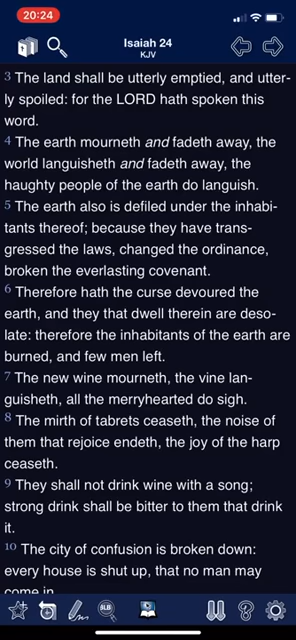 20:24
Isaiah 24
KJV
3 The land shall be utterly emptied, and utter-
ly spoiled: for the LORD hath spoken this
word.
4 The earth mourneth and fadeth away, the
world languisheth and fadeth away, the
haughty people of the earth do languish.
5 The earth also is defiled under the inhabi-
tants thereof; because they have trans-
gressed the laws, changed the ordinance,
broken the everlasting covenant.
6 Therefore hath the curse devoured the
earth, and they that dwell therein are deso-
late: therefore the inhabitants of the earth are
burned, and few men left.
7 The new wine mourneth, the vine lan-
guisheth, all the merryhearted do sigh.
8 The mirth of tabrets ceaseth, the noise of
them that rejoice endeth, the joy of the harp
ceaseth.
9 They shall not drink wine with a song;
strong drink shall be bitter to them that drink
it.
10 The city of confusion is broken down:
every house is shut up, that no man may
come in.